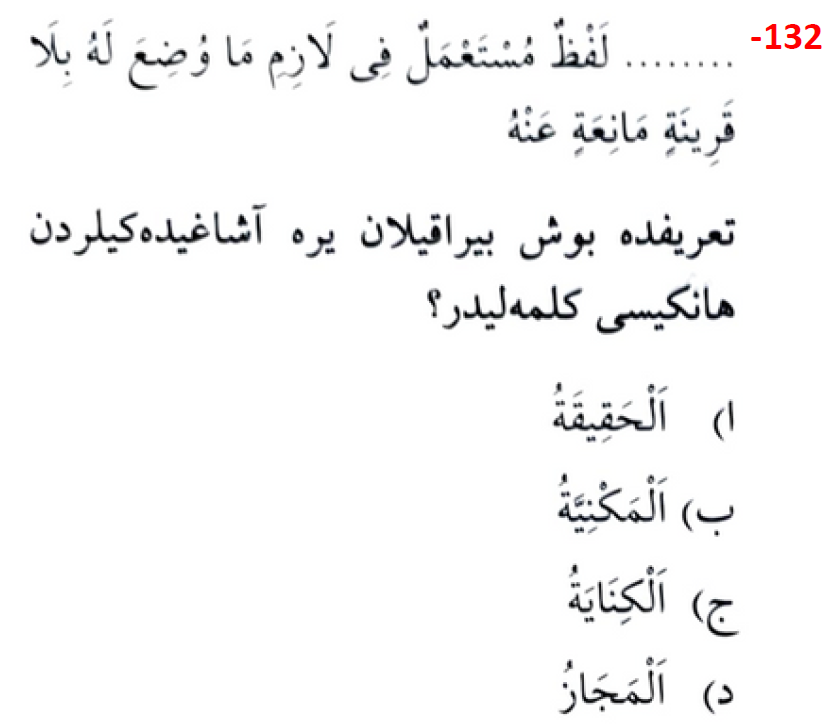 -132 ........ لَفْظٌ مُسْتَعْمَلٌ فِى لَازِمِ مَا وُضِعَ لَهُ بِلَا
قَرِينَةٍ مَانِعَةٍ عَنْهُ
تعريفده بوش بيراقيلان يره آشاغيده‌كيلردن
هانكيسى كلمه‌ليدر؟
ا) اَلْحَقِيقَةُ
ب) اَلْمَكْنِيَّةُ
ج) اَلْكِنَايَةُ
د) اَلْمَجَازُ